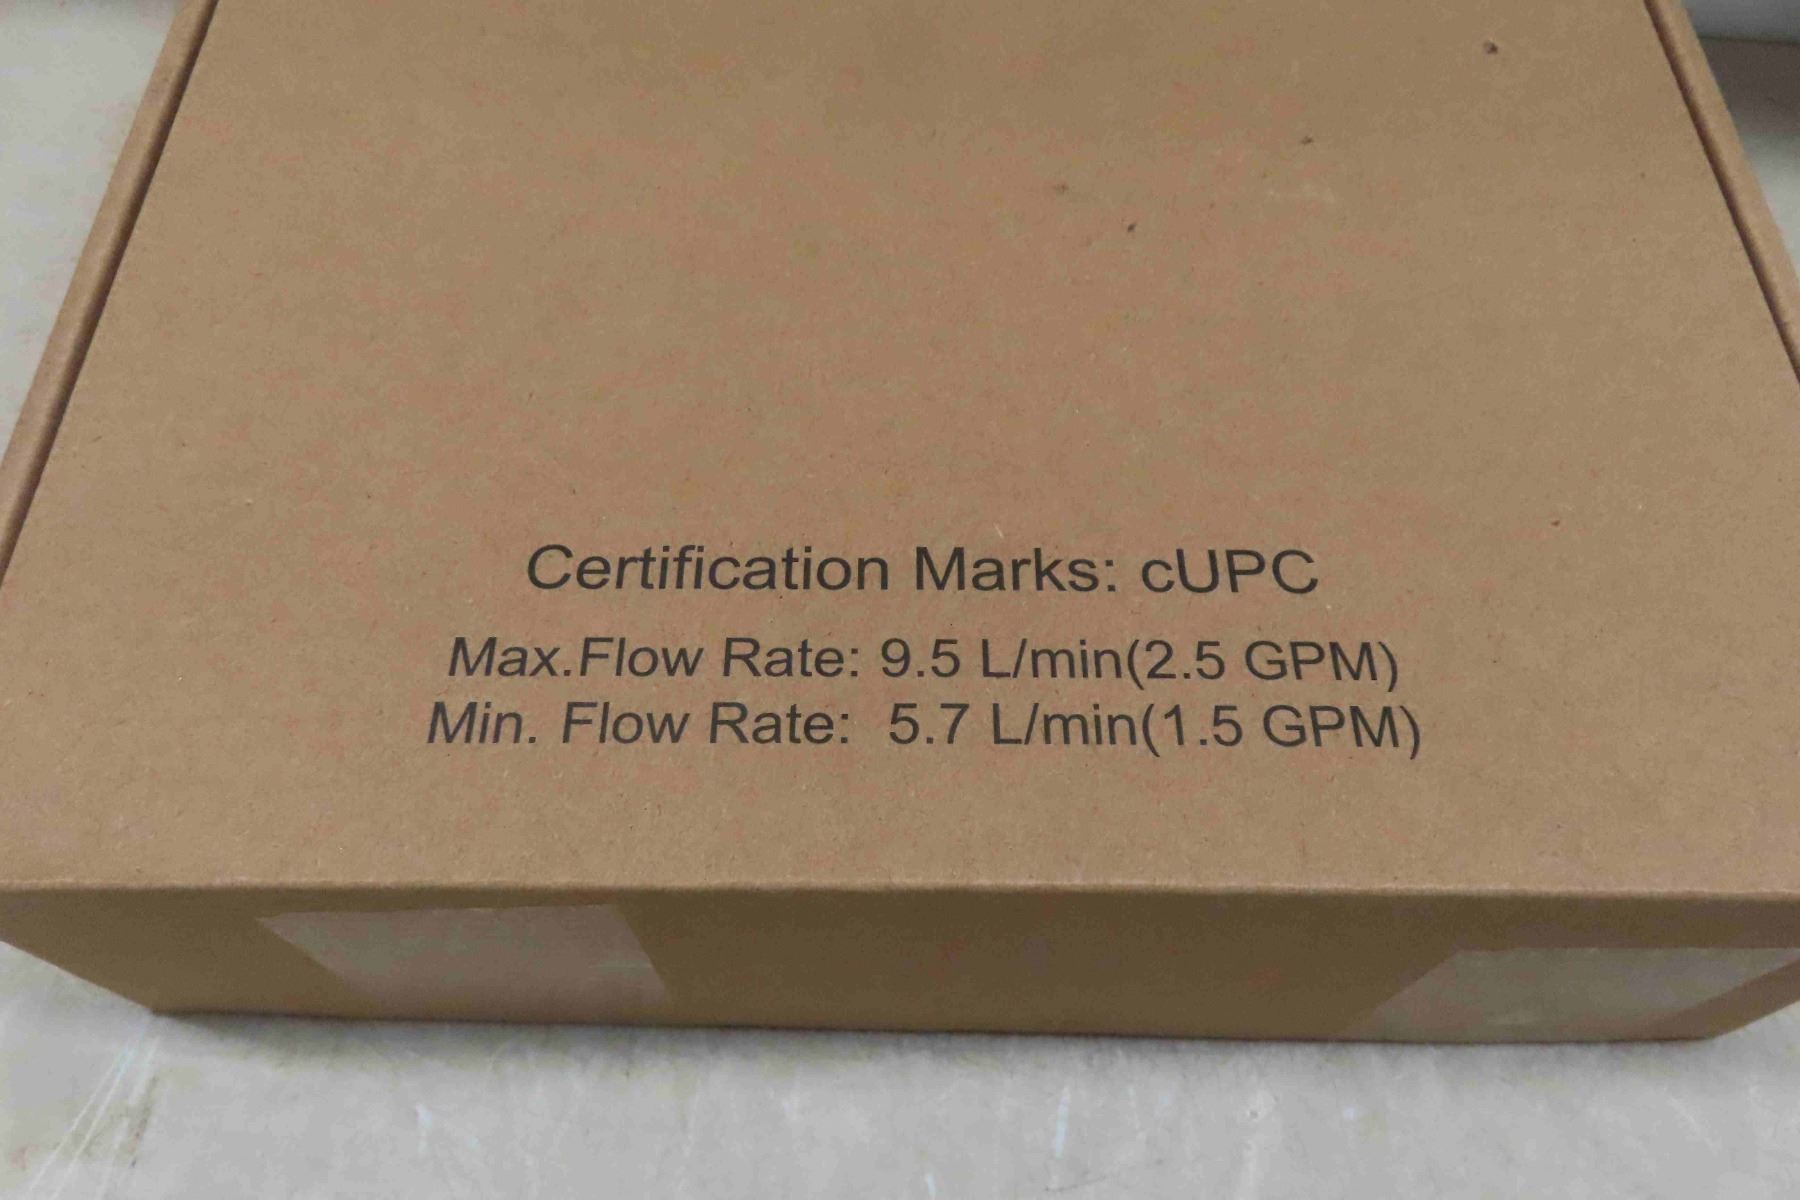 Certification Marks: cUPC
Max.Flow Rate: 9.5 L/min(2.5 GPM)
Min. Flow Rate: 5.7 L/min(1.5 GPM)